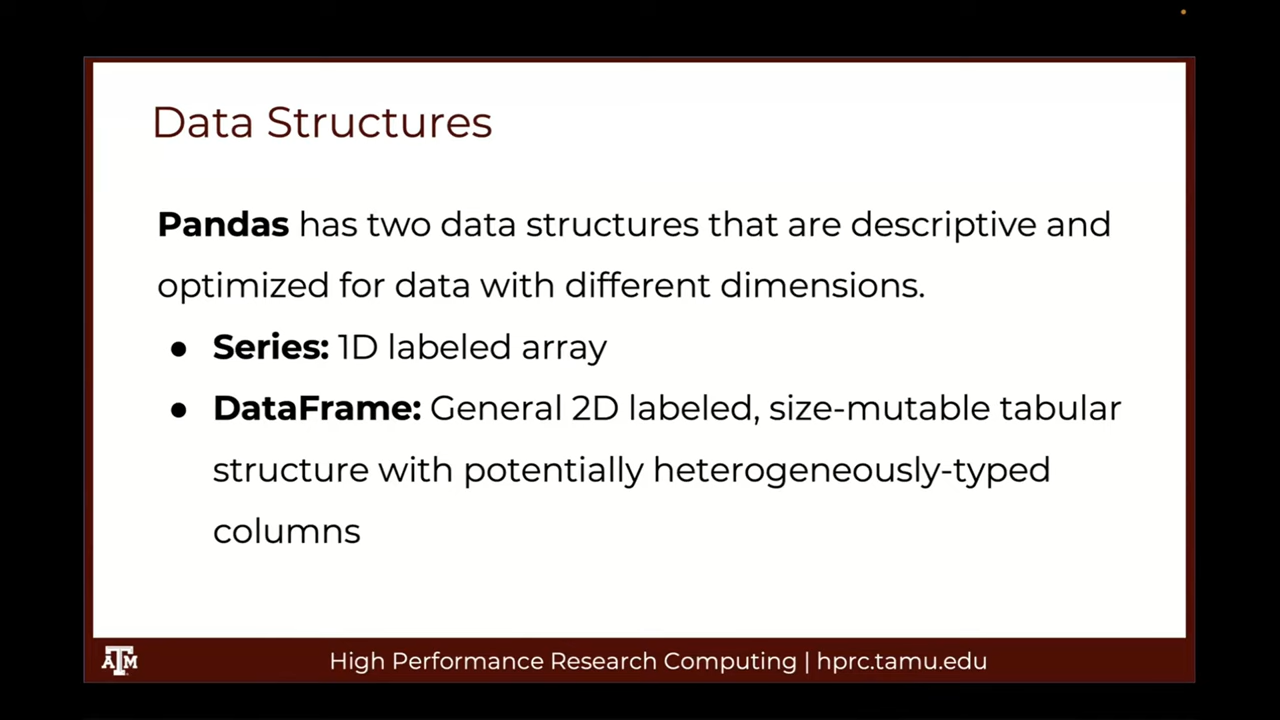 Data Structures
Pandas has two data structures that are descriptive and
optimized for data with different dimensions.
● Series: 1D labeled array
● DataFrame: General 2D labeled, size-mutable tabular
structure with potentially heterogeneously-typed
columns
ATM High Performance Research Computing | hprc.tamu.edu